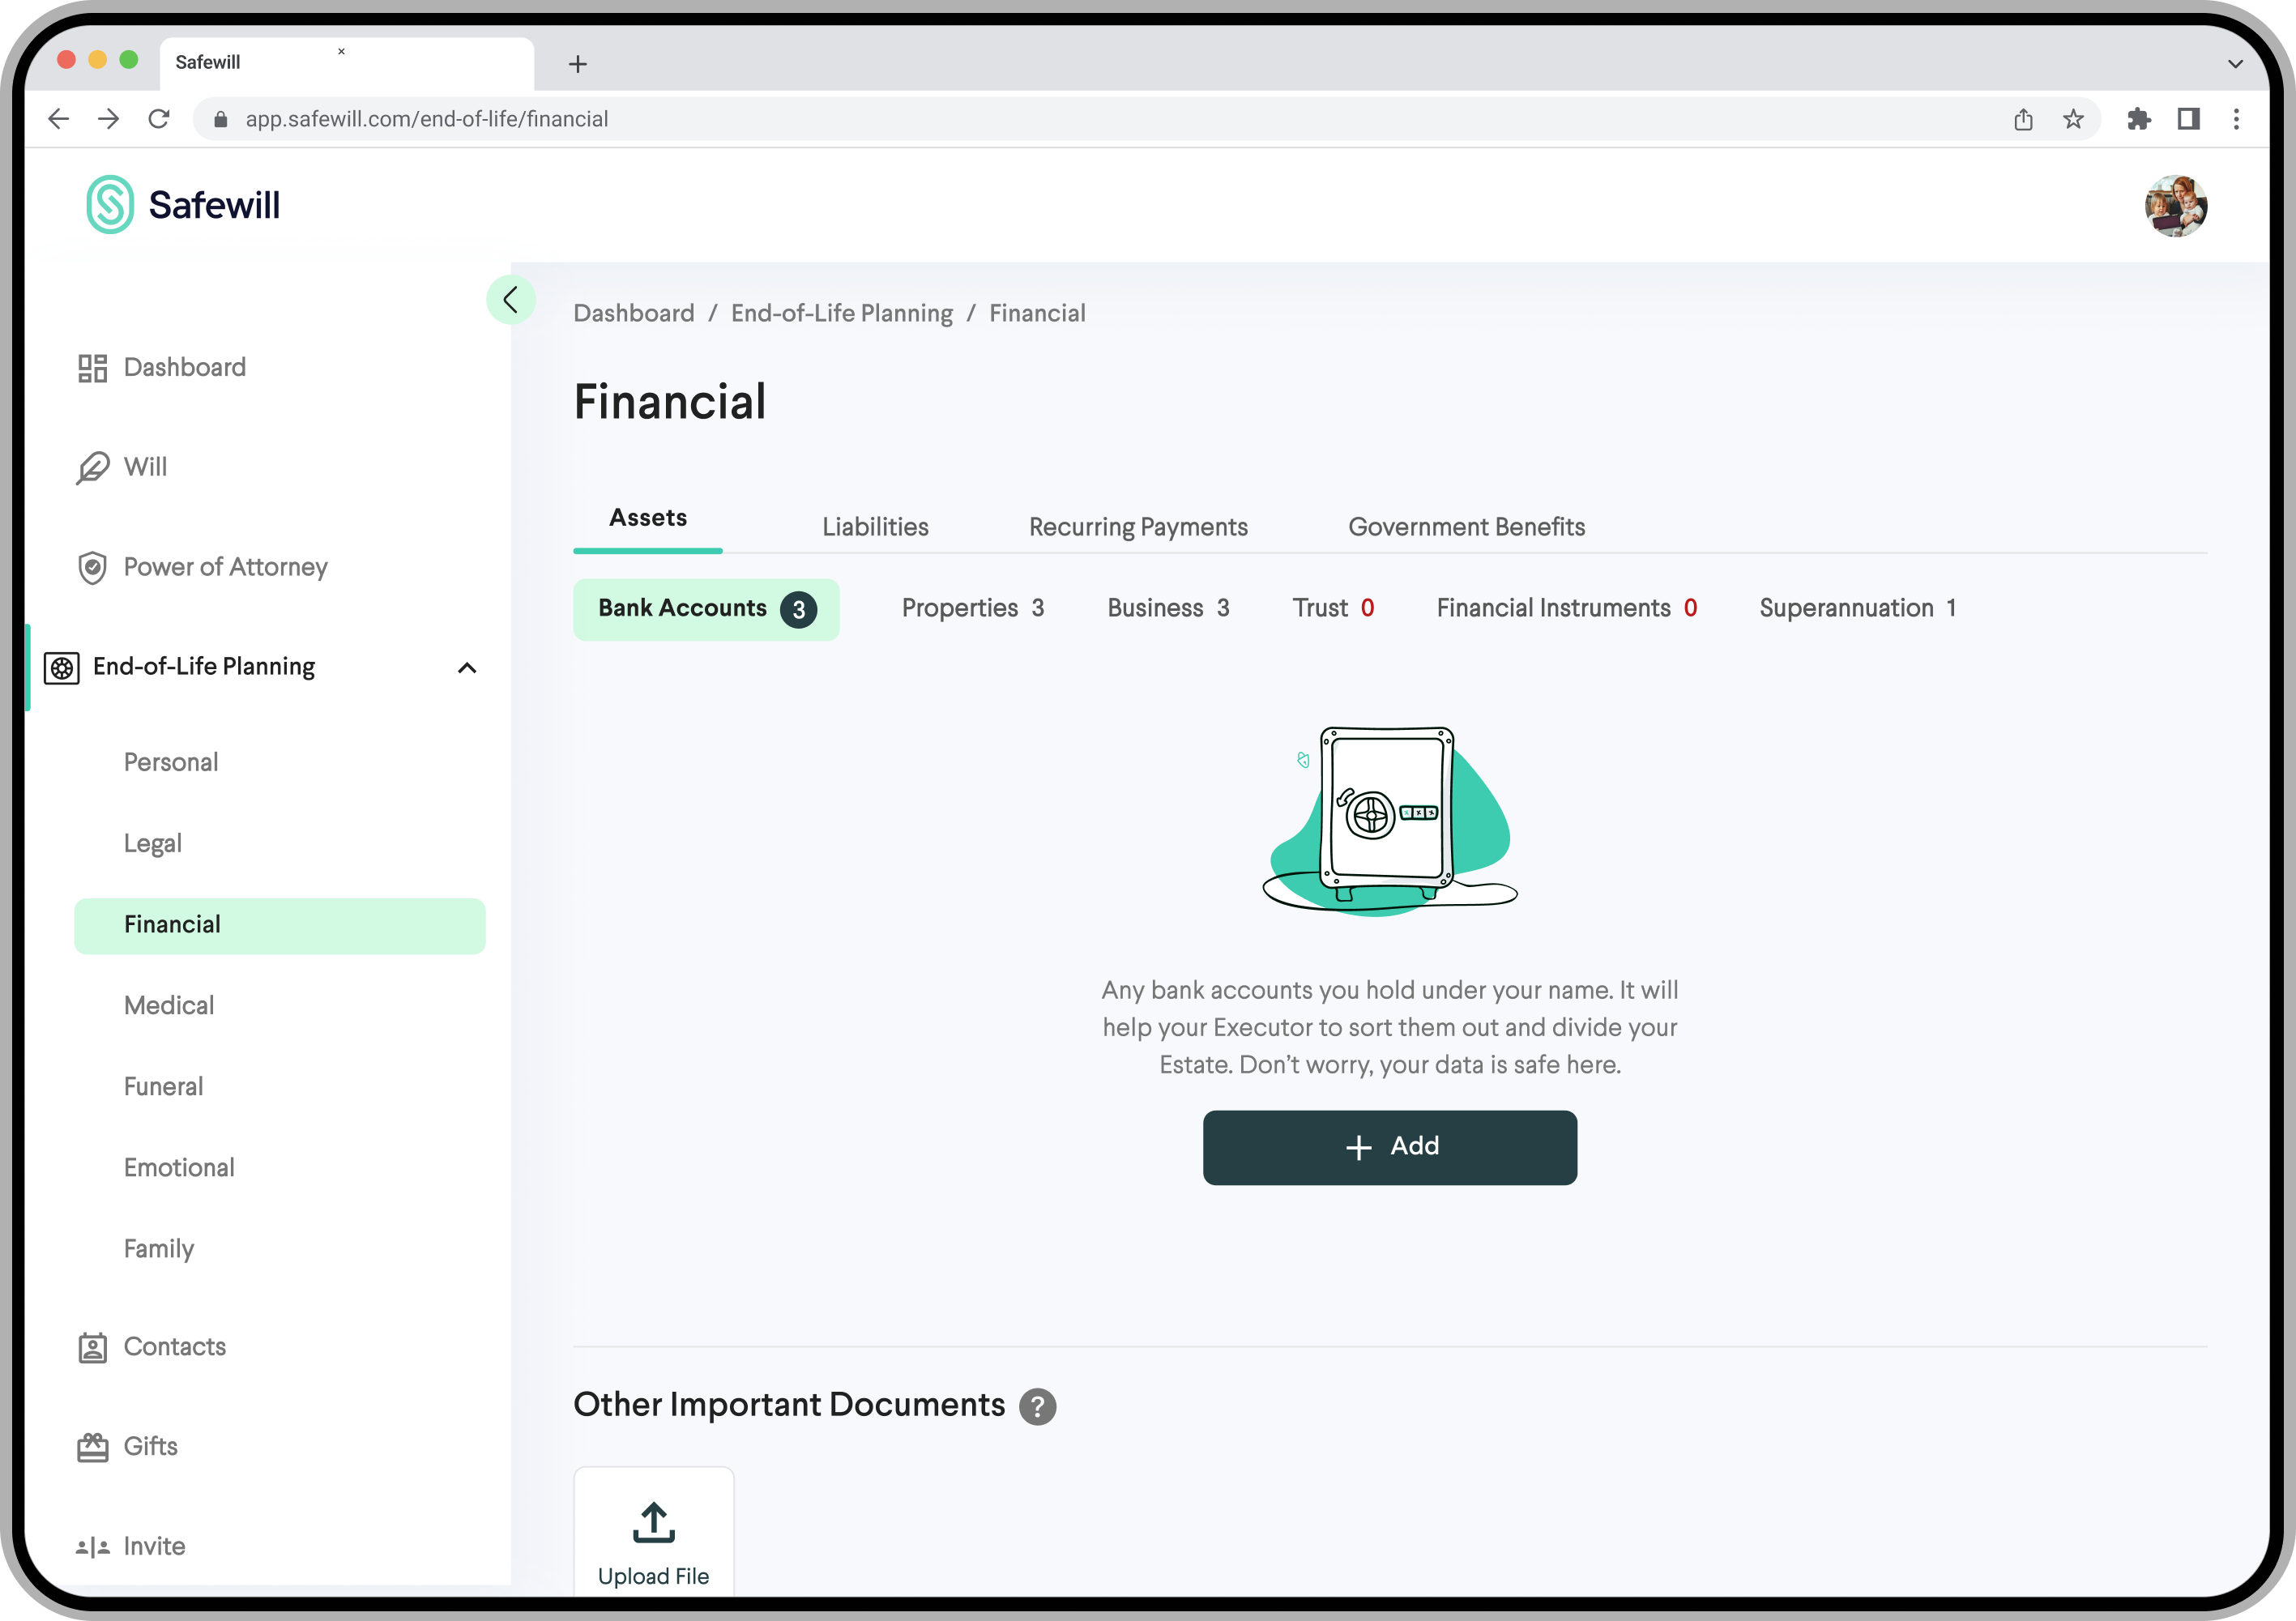 Safewill
app.safewill.com/end-of-life/financial
Safewill
Dashboard
Will
Power of Attorney
End-of-Life Planning
Personal
Legal
Financial
Medical
Funeral
Emotional
Family
Contacts
Gifts
Invite
Dashboard / End-of-Life Planning / Financial
Financial
Assets Liabilities Recurring Payments Government Benefits
Bank Accounts 3 Properties 3 Business 3 Trust 0 Financial Instruments 0 Superannuation 1
Any bank accounts you hold under your name. It will
help your Executor to sort them out and divide your
Estate. Don’t worry, your data is safe here.
+ Add
Other Important Documents ?
Upload File